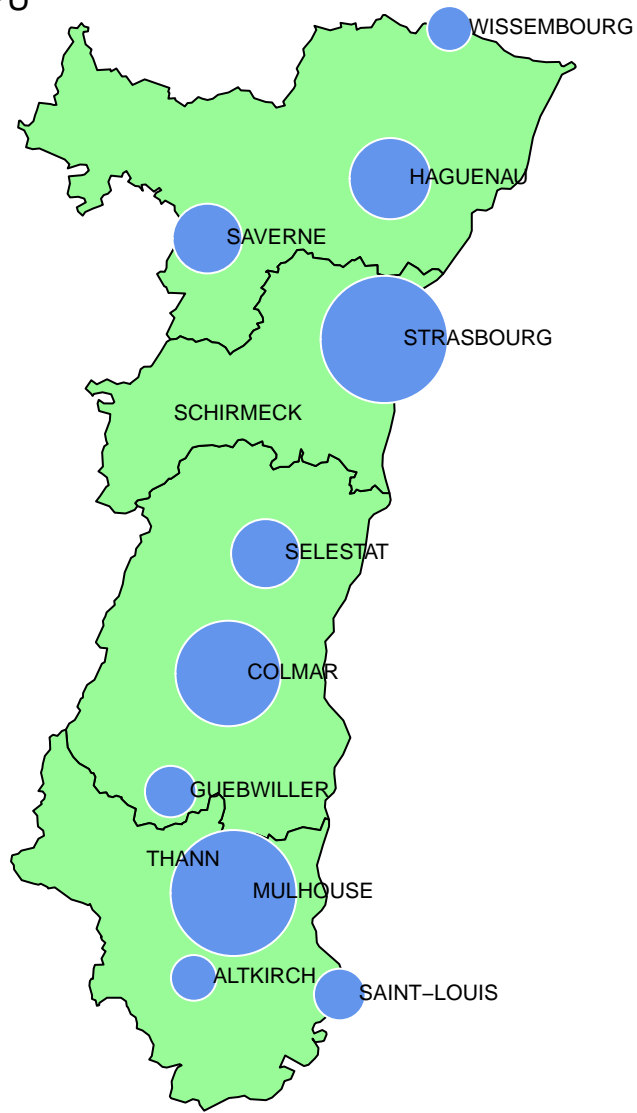 WISSEMBOURG
HAGUENAU
SAVERNE
STRASBOURG
SCHIRMECK
SELESTAT
COLMAR
GUEBWILLER
THANN
MULHOUSE
ALTKIRCH
SAINT−LOUIS